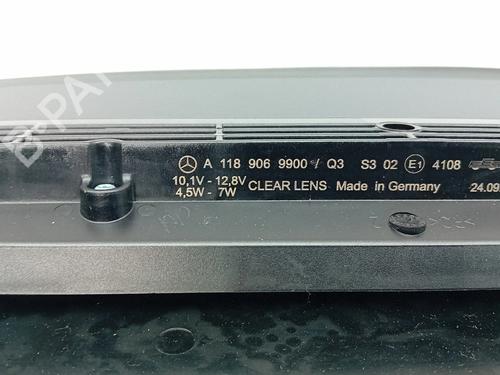 B-PARTS
A 118 906 9900 / Q3 S3 02 E1 4108
10,1V - 12,8V
4,5W - 7W CLEAR LENS Made in Germany 24.09